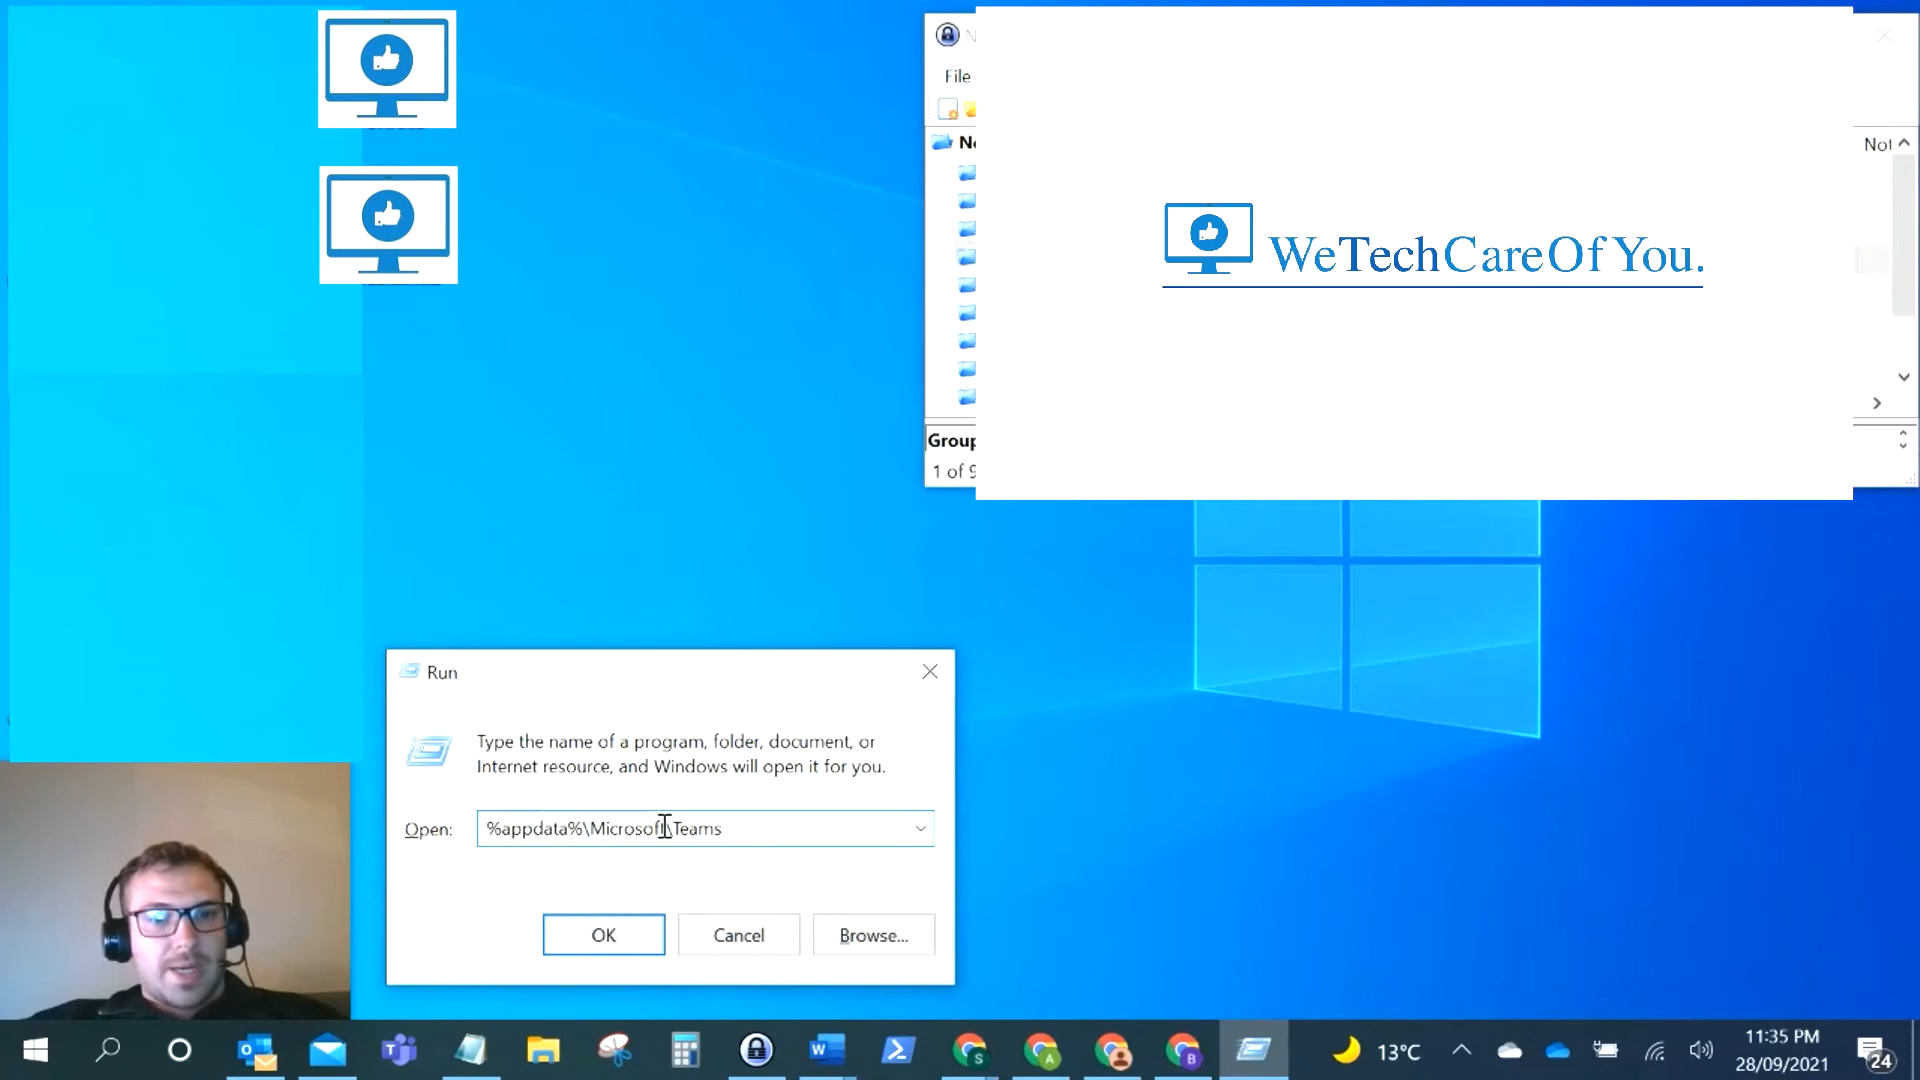 File
Not
WeTechCareOf You.
Group
1 of 9
Run
Type the name of a program, folder, document, or
Internet resource, and Windows will open it for you.
Open:
%appdata%\Microsoft\Teams
OK
Cancel
Browse...
S
A
B
13°C
11:35 PM
28/09/2021
24